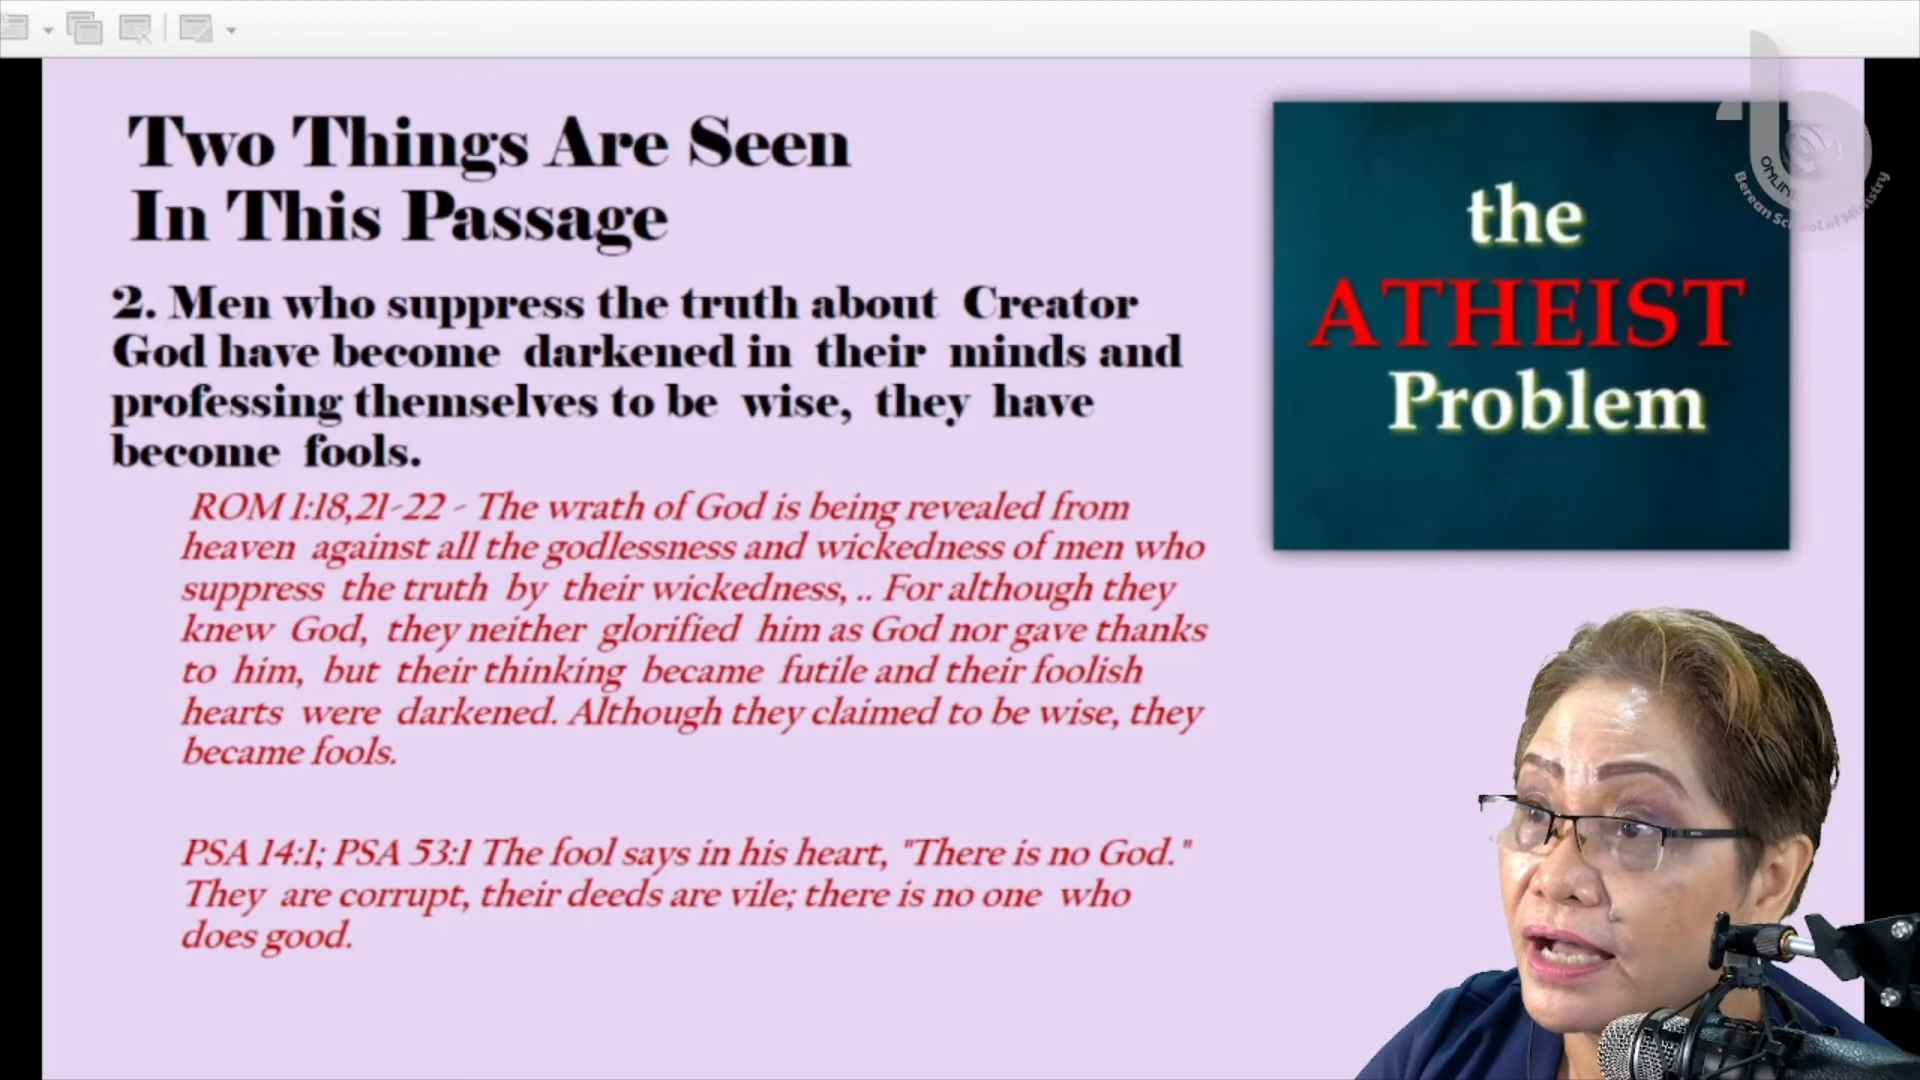 Two Things Are Seen
In This Passage
2. Men who suppress the truth about Creator
God have become darkened in their minds and
professing themselves to be wise, they have
become fools.
ROM 1:18,21-22 - The wrath of God is being revealed from
heaven against all the godlessness and wickedness of men who
suppress the truth by their wickedness, .. For although they
knew God, they neither glorified him as God nor gave thanks
to him, but their thinking became futile and their foolish
hearts were darkened. Although they claimed to be wise, they
became fools.
PSA 14:1; PSA 53:1 The fool says in his heart, "There is no God."
They are corrupt, their deeds are vile; there is no one who
does good.
the
ATHEIST
Problem
ONLINE
Berean School of Ministry